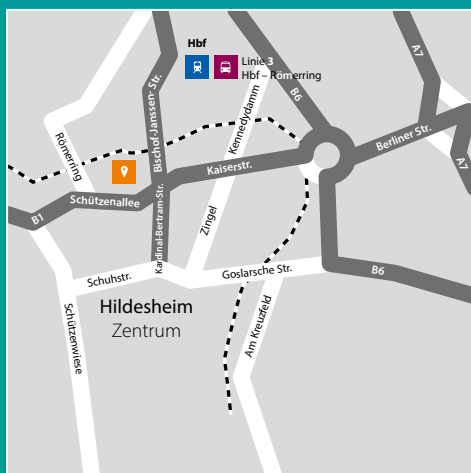 Hbf
Linie 3
Hbf – Römerring
A7
B6
Bischof-Janssen-Str.
Kennedydamm
Römerring
Berliner Str.
A7
Kaiserstr.
Schützenallee
B1
Kardinal-Bertram-Str.
Zingel
Schuhstr.
Goslarsche Str.
B6
Hildesheim
Zentrum
Schützenwiese
Am Kreuzfeld